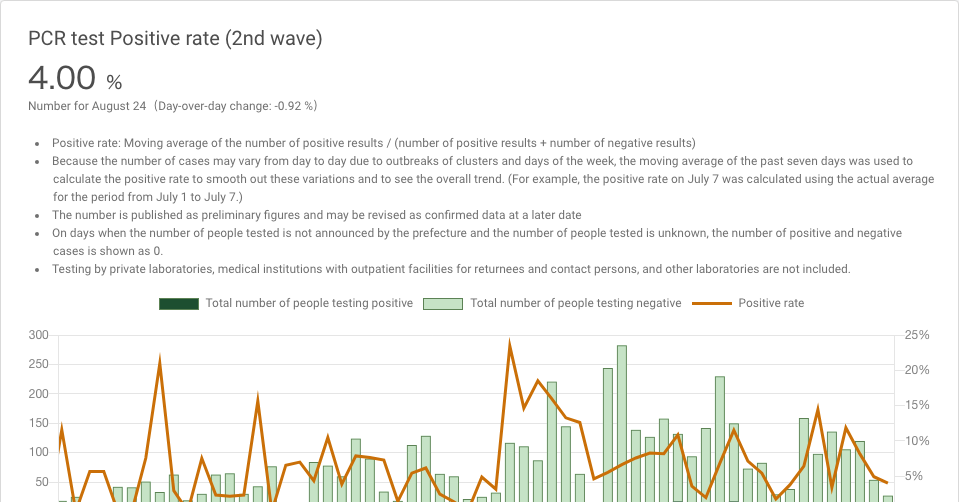 PCR test Positive rate (2nd wave)
4.00 %
Number for August 24 (Day-over-day change: -0.92 %)
• Positive rate: Moving average of the number of positive results / (number of positive results + number of negative results)
• Because the number of cases may vary from day to day due to outbreaks of clusters and days of the week, the moving average of the past seven days was used to
calculate the positive rate to smooth out these variations and to see the overall trend. (For example, the positive rate on July 7 was calculated using the actual average
for the period from July 1 to July 7.)
• The number is published as preliminary figures and may be revised as confirmed data at a later date
• On days when the number of people tested is not announced by the prefecture and the number of people tested is unknown, the number of positive and negative
cases is shown as 0.
• Testing by private laboratories, medical institutions with outpatient facilities for returnees and contact persons, and other laboratories are not included.
Total number of people testing positive Total number of people testing negative Positive rate
300 25%
250 20%
200 15%
150 10%
100 5%
50